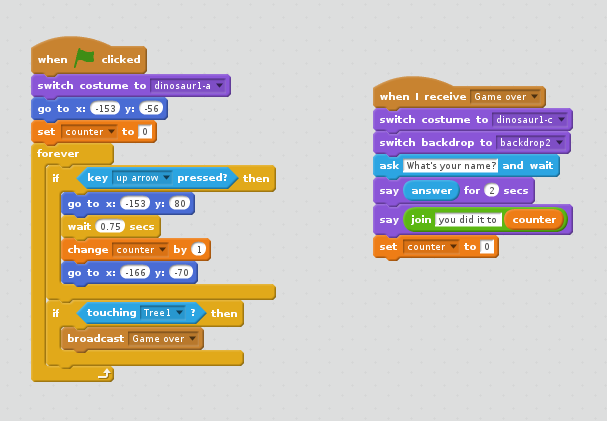 when clicked
switch costume to dinosaur1-a
go to x: -153 y: -56
set counter to 0
forever
if key up arrow pressed? then
go to x: -153 y: 80
wait 0.75 secs
change counter by 1
go to x: -166 y: -70
if touching Tree1 ? then
broadcast Game over
when I receive Game over
switch costume to dinosaur1-c
switch backdrop to backdrop2
ask What's your name? and wait
say answer for 2 secs
say join you did it to counter
set counter to 0